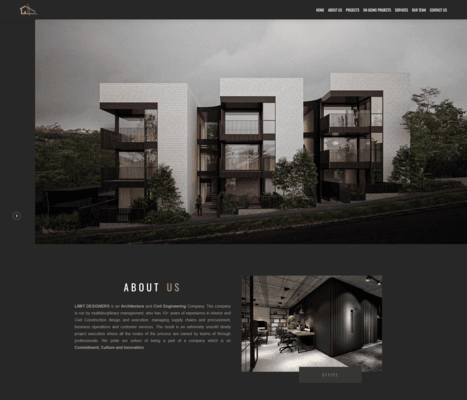 HOME ABOUT US PROJECTS ON GOING PROJECTS SERVICES OUR TEAM CONTACT US
ABOUT US
DESIGNERS is an Architecture and Civil Engineering Company. This company
is run by multidisciplinary management, who has 10+ years of experience in interior and
Civil Construction design and execution, managing supply chains and procurement,
business operations and customer services. The result is an extremely smooth timely
project execution where all the nodes of the process are owned by teams of through
professionals. We pride our selves of being a part of a company which is on
Commitment, Culture and Innovation.
OFFICE